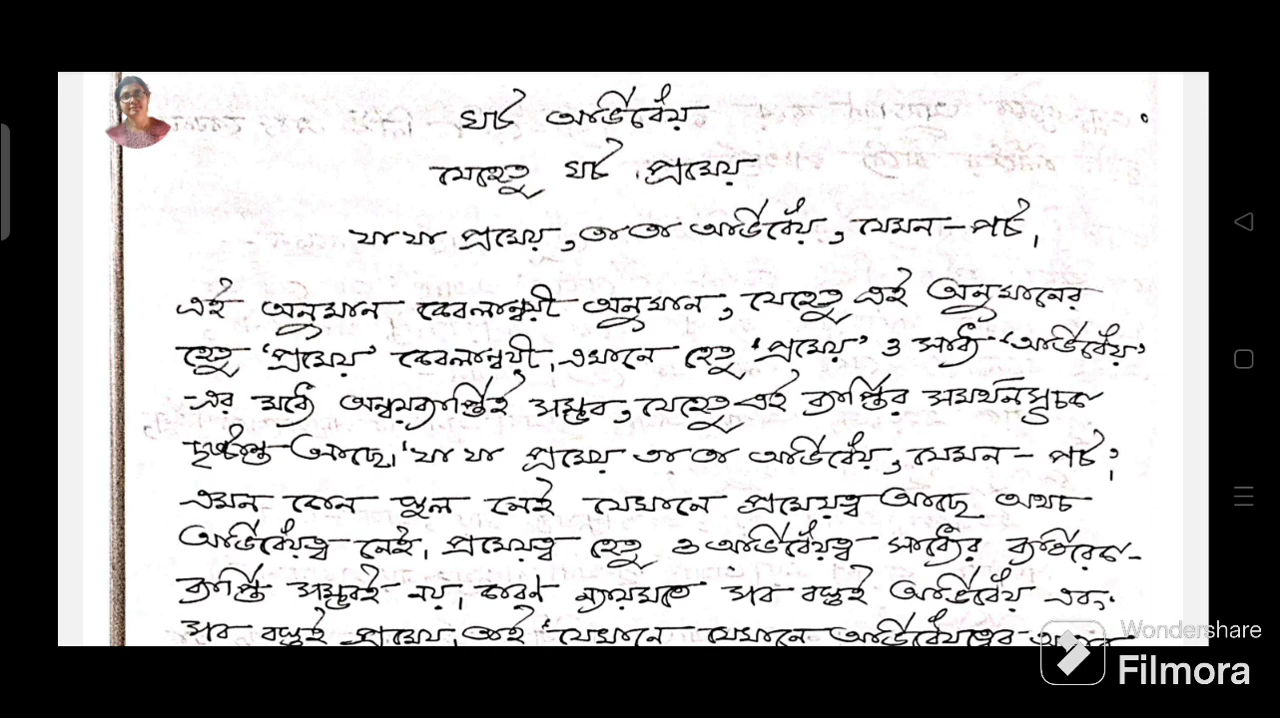 ঘট অভিধেয়
যেহেতু ঘট প্রমেয়
যা যা প্রমেয়, তা তা অভিধেয়, যেমন - পট।
এই অনুমান কেবলান্বয়ী অনুমান, যেহেতু এই অনুমানের
হেতু 'প্রমেয়' কেবলান্বয়ী। এখানে হেতু 'প্রমেয়' ও সাধ্য 'অভিধেয়'
-এর মধ্যে অন্বয়ব্যাপ্তিই সম্ভব, যেহেতু এই ব্যাপ্তির সমর্থনসূচক
দৃষ্টান্ত আছে। 'যা যা প্রমেয় তা তা অভিধেয়, যেমন - পট;
এমন কোন স্থল নেই যেখানে প্রমেয়ত্ব আছে অথচ
অভিধেয়ত্ব নেই। প্রমেয়ত্ব হেতু ও অভিধেয়ত্ব সাধ্যের ব্যতিরেক-
ব্যাপ্তি সম্ভবই নয়। কারণ ন্যায়মতে সব বস্তুই অভিধেয় এবং
সব বস্তুই প্রমেয়। তাই 'যেখানে যেখানে অভিধেয়ত্বের
Wondershare
Filmora